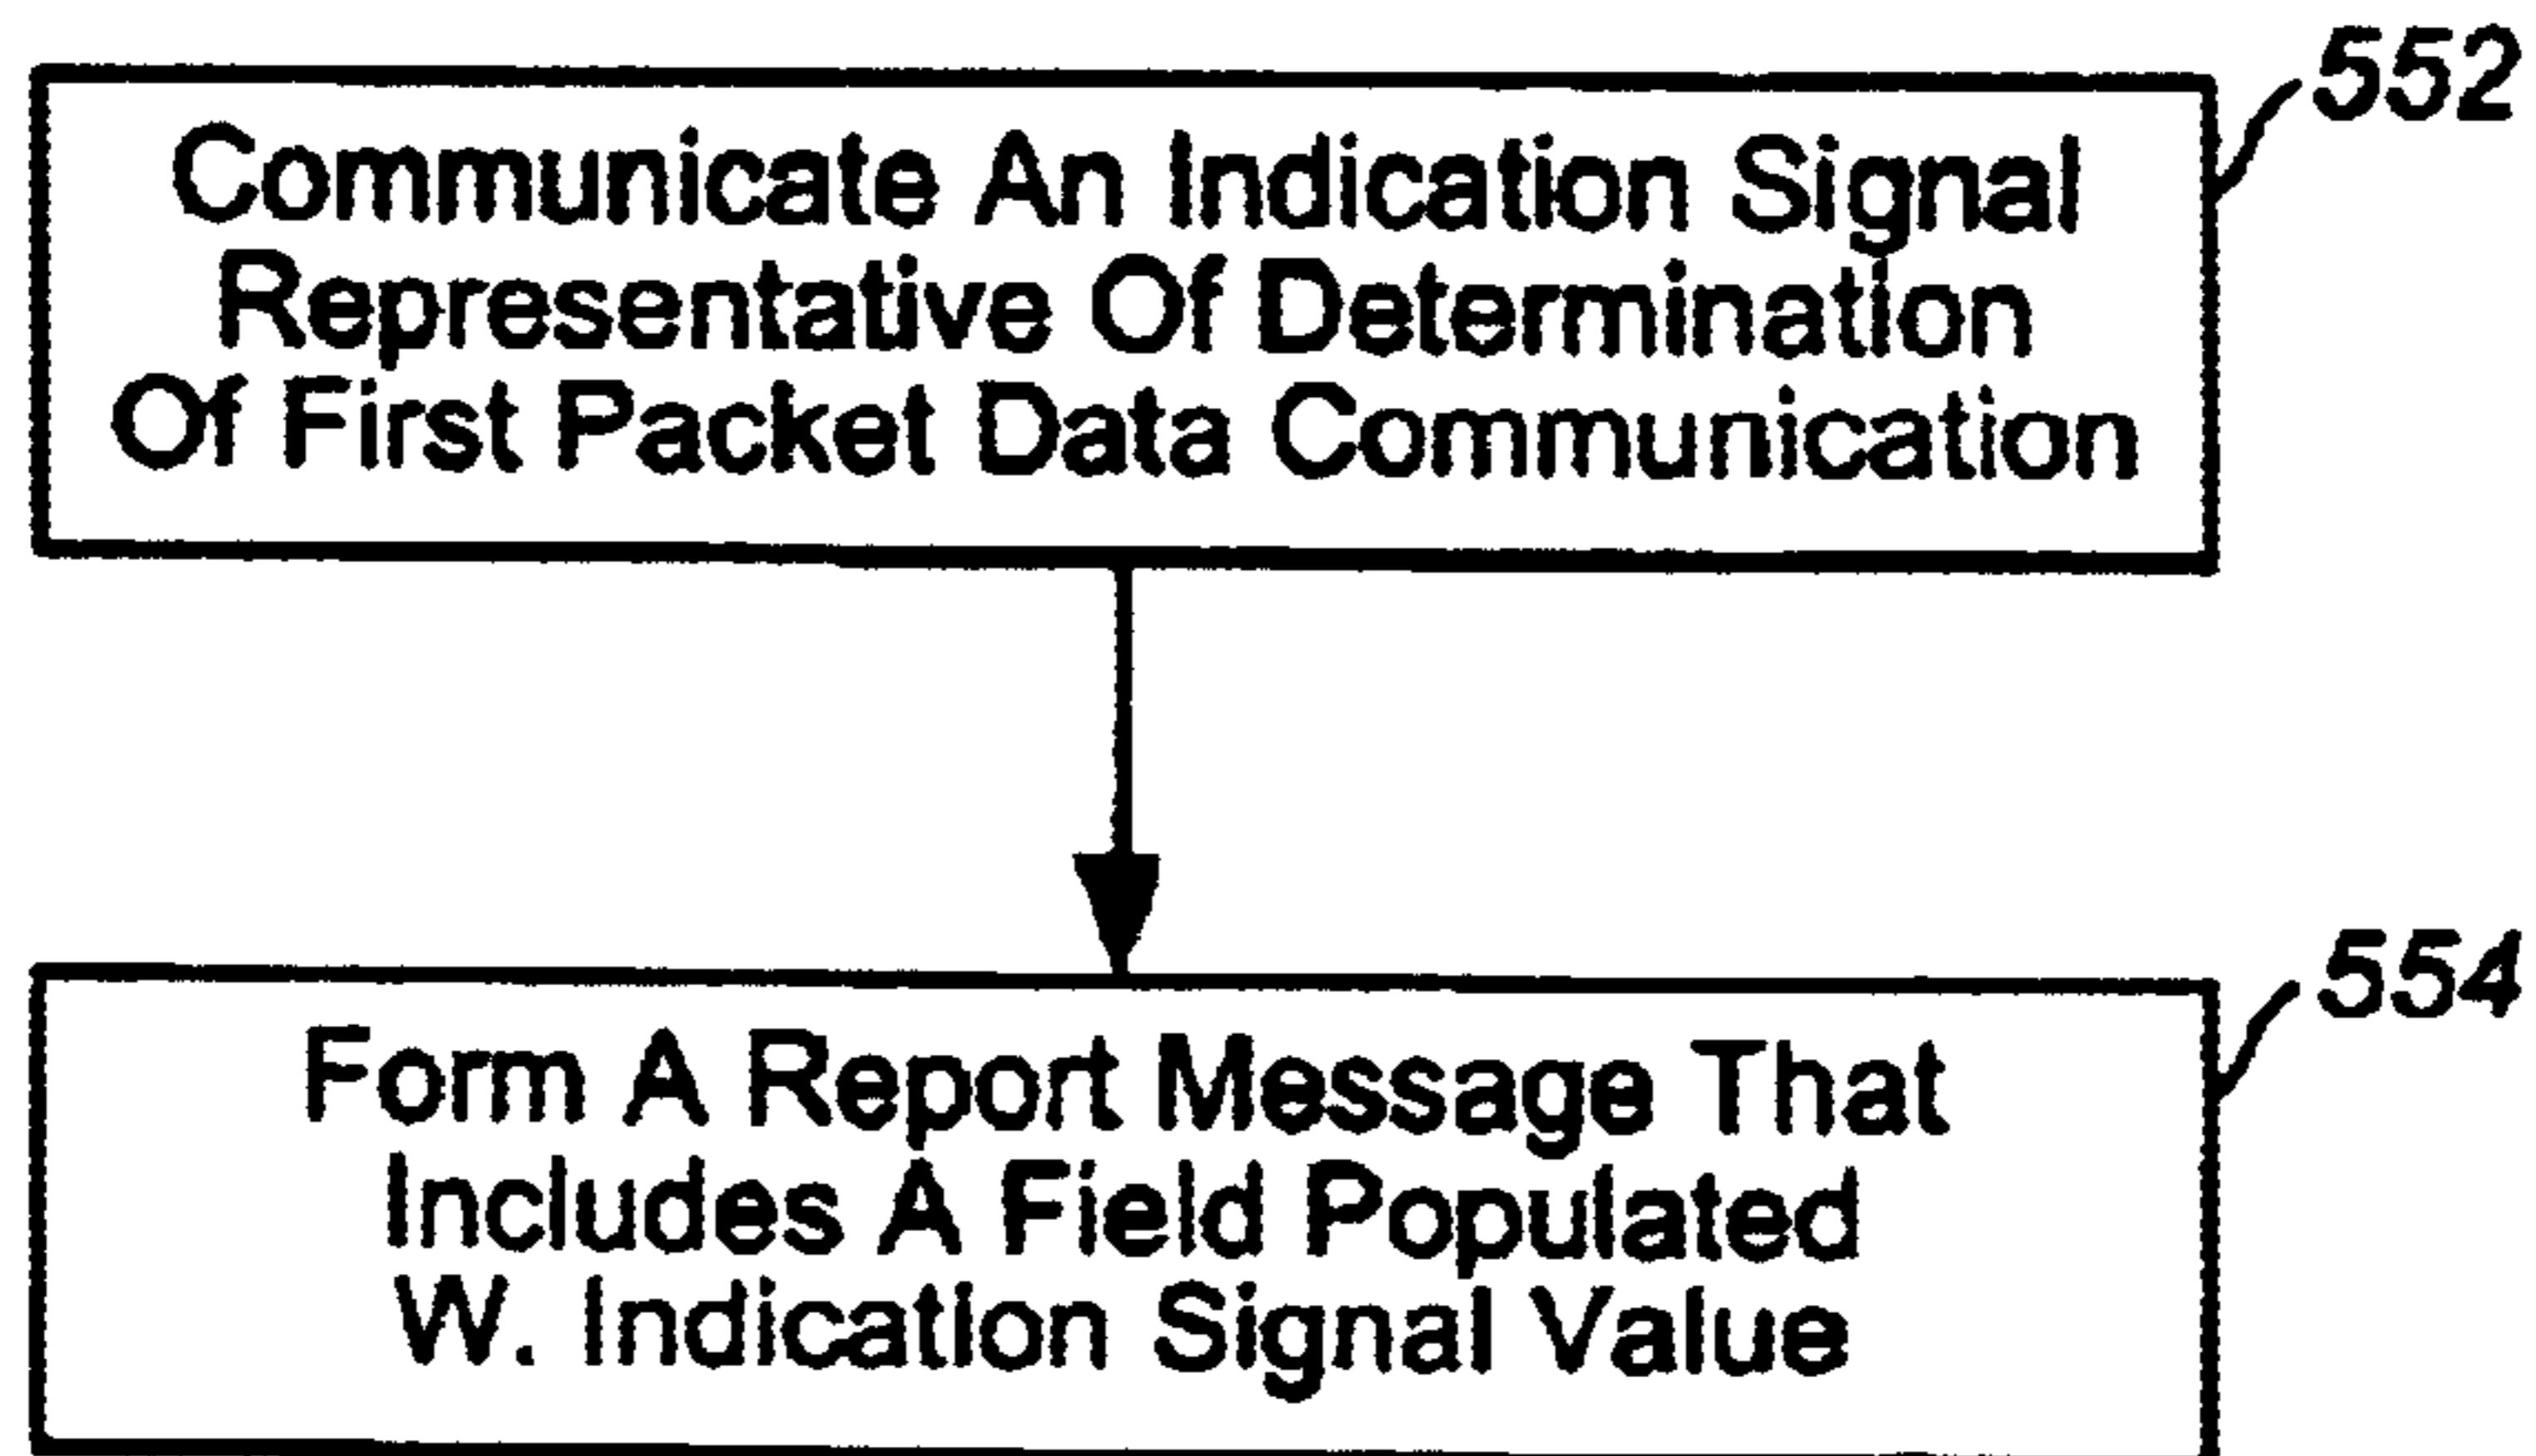 552
Communicate An Indication Signal
Representative Of Determination
Of First Packet Data Communication
554
Form A Report Message That
Includes A Field Populated
W. Indication Signal Value